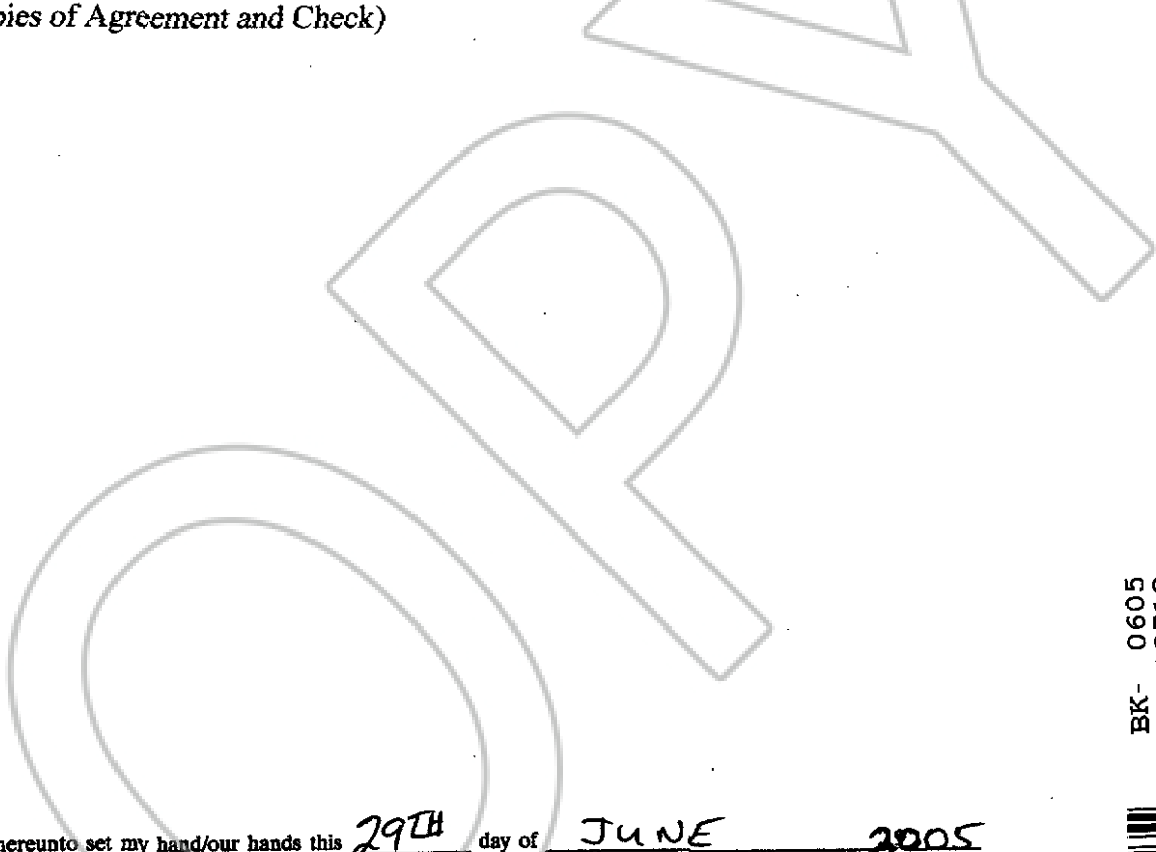 pies of Agreement and Check)
COPY
hereunto set my hand/our hands this 29TH day of JUNE 2005
BK- 0605